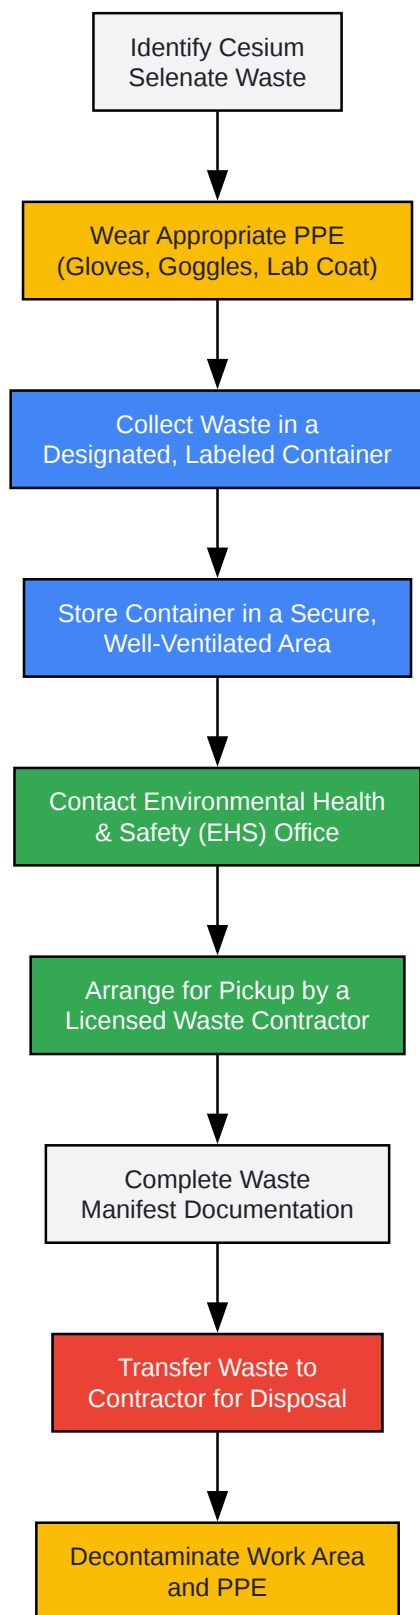 Identify Cesium
Selenate Waste
Wear Appropriate PPE
(Gloves, Goggles, Lab Coat)
Collect Waste in a
Designated, Labeled Container
Store Container in a Secure,
Well-Ventilated Area
Contact Environmental Health
& Safety (EHS) Office
Arrange for Pickup by a
Licensed Waste Contractor
Complete Waste
Manifest Documentation
Transfer Waste to
Contractor for Disposal
Decontaminate Work Area
and PPE